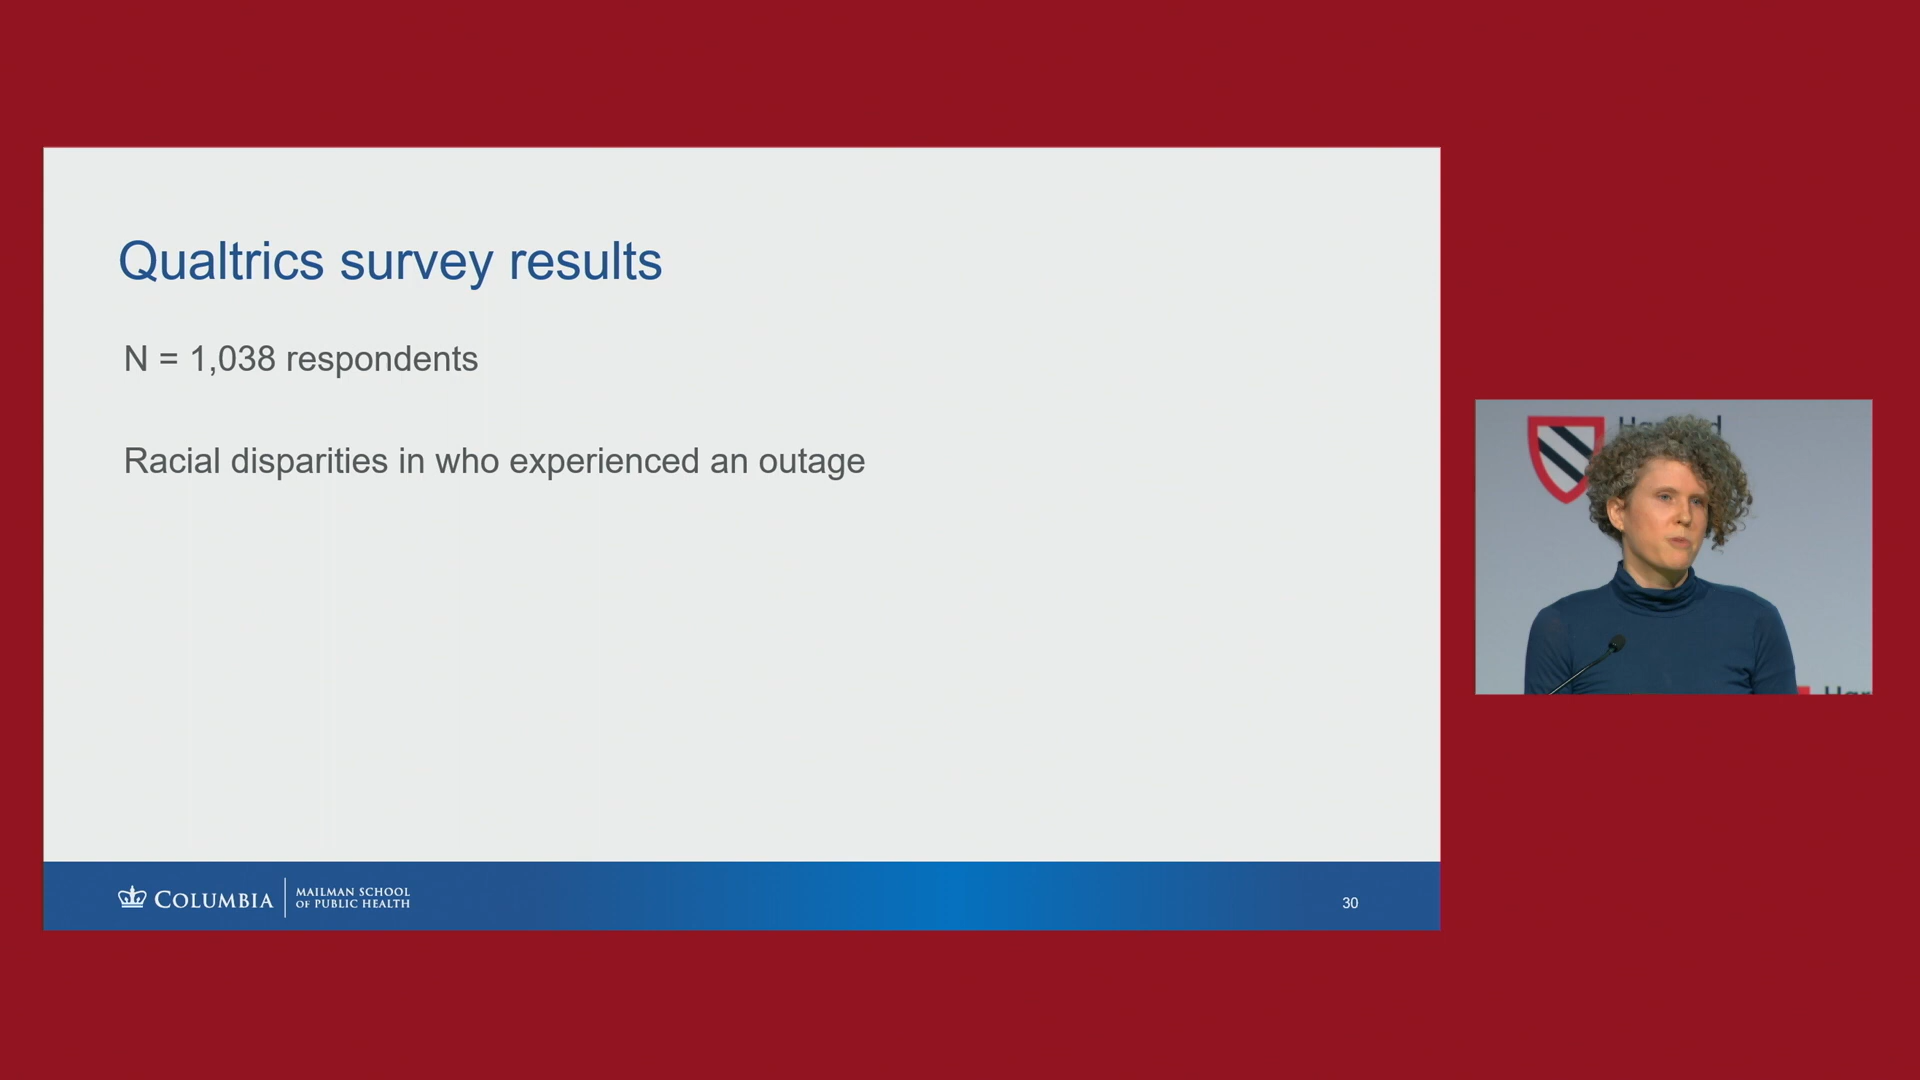 Qualtrics survey results
N = 1,038 respondents
Racial disparities in who experienced an outage
COLUMBIA
MAILMAN SCHOOL
OF PUBLIC HEALTH
30